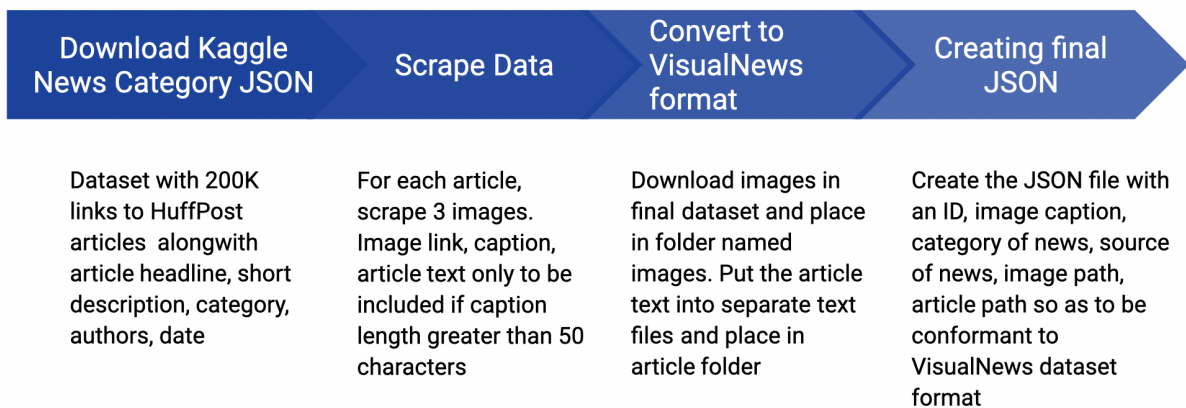 Download Kaggle
News Category JSON
Scrape Data
Convert to
VisualNews
format
Creating final
JSON
Dataset with 200K
links to HuffPost
articles alongwith
article headline, short
description, category,
authors, date
For each article,
scrape 3 images.
Image link, caption,
article text only to be
included if caption
length greater than 50
characters
Download images in
final dataset and place
in folder named
images. Put the article
text into separate text
files and place in
article folder
Create the JSON file with
an ID, image caption,
category of news, source
of news, image path,
article path so as to be
conformant to
VisualNews dataset
format